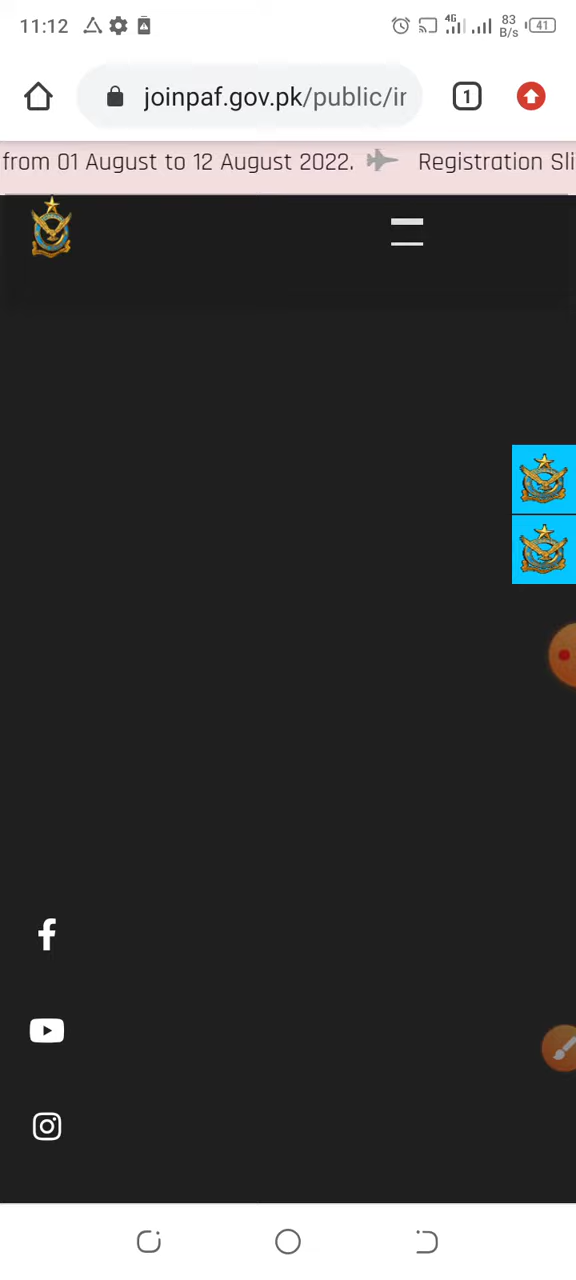 11:12
4G
83 B/s
41
joinpaf.gov.pk/public/ir
1
from 01 August to 12 August 2022. Registration Sli